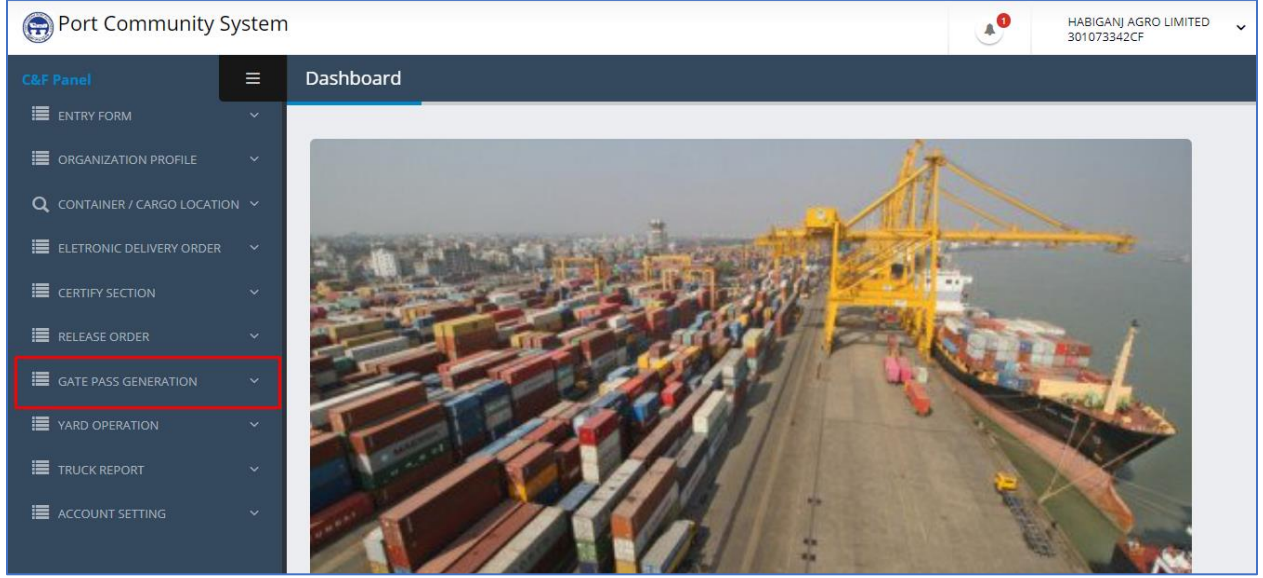 Port Community System
1
HABIGANJ AGRO LIMITED
301073342CF
C&F Panel
Dashboard
ENTRY FORM
ORGANIZATION PROFILE
CONTAINER / CARGO LOCATION
ELETRONIC DELIVERY ORDER
CERTIFY SECTION
RELEASE ORDER
GATE PASS GENERATION
YARD OPERATION
TRUCK REPORT
ACCOUNT SETTING